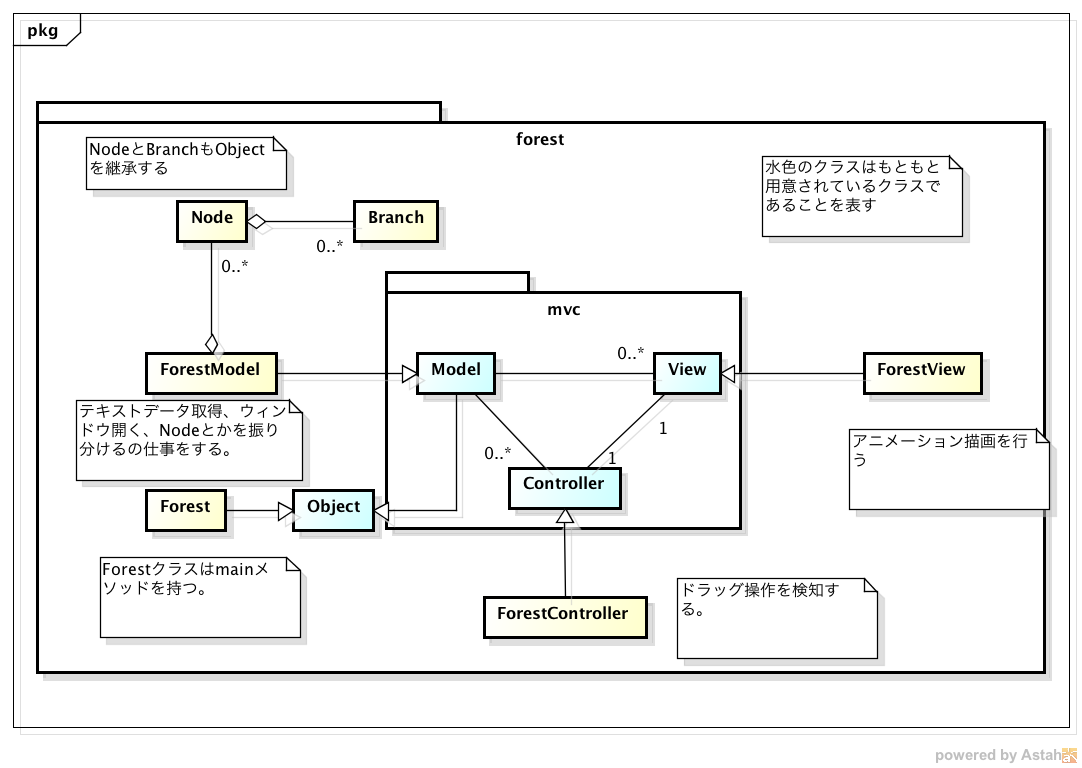 pkg
forest
NodeとBranchもObject
を継承する
水色のクラスはもともと
用意されているクラスで
あることを表す
Node
Branch
0..*
0..*
mvc
ForestModel
Model
0..*
View
ForestView
テキストデータ取得、ウィン
ドウ開く、Nodeとかを振り
分けるの仕事をする。
アニメーション描画を行
う
0..*
1
1
Controller
Forest
Object
Forestクラスはmainメ
ソッドを持つ。
ForestController
ドラッグ操作を検知す
る。
powered by Astah